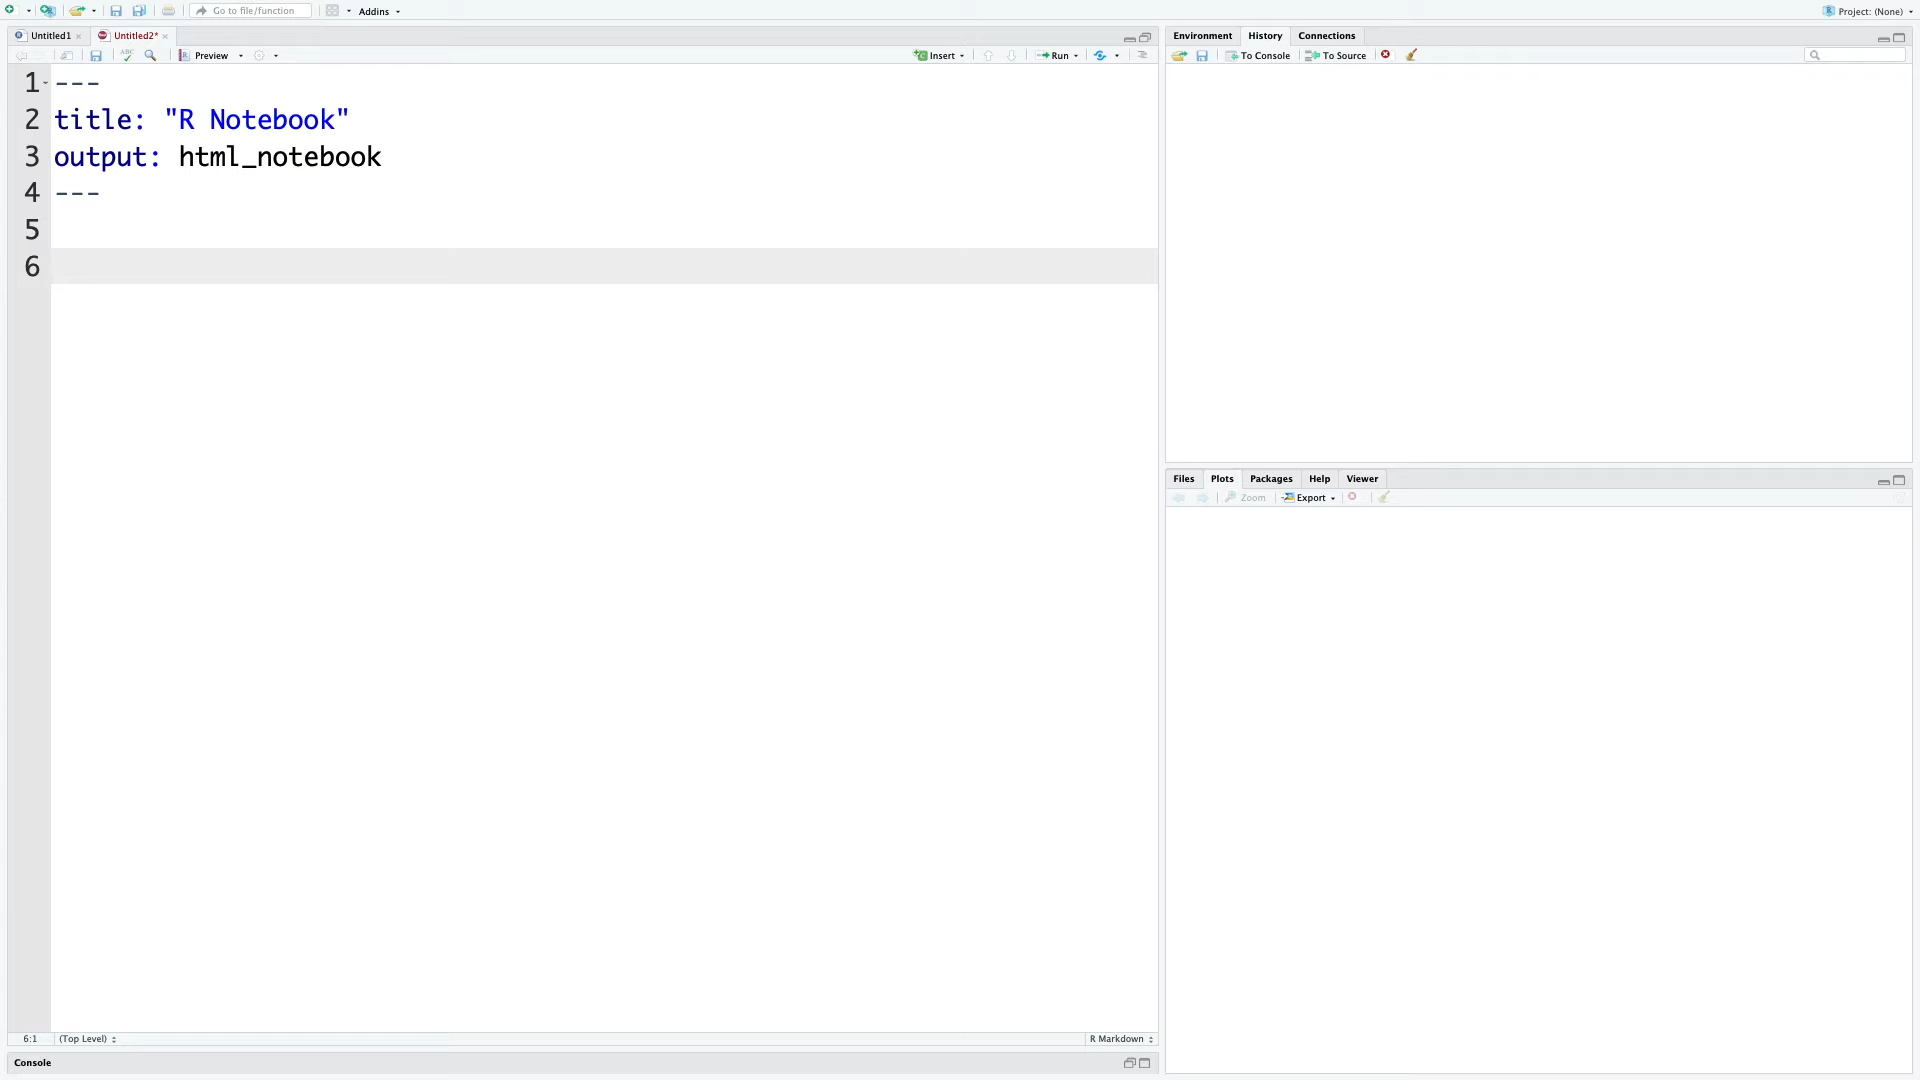 Go to file/function
Addins
Project: (None)
Untitled1
Untitled2*
Environment
History
Connections
ABC
Preview
Insert
Run
To Console
To Source
1 ---
2 title: "R Notebook"
3 output: html_notebook
4 ---
5
6
Files
Plots
Packages
Help
Viewer
Zoom
Export
6:1
(Top Level)
R Markdown
Console